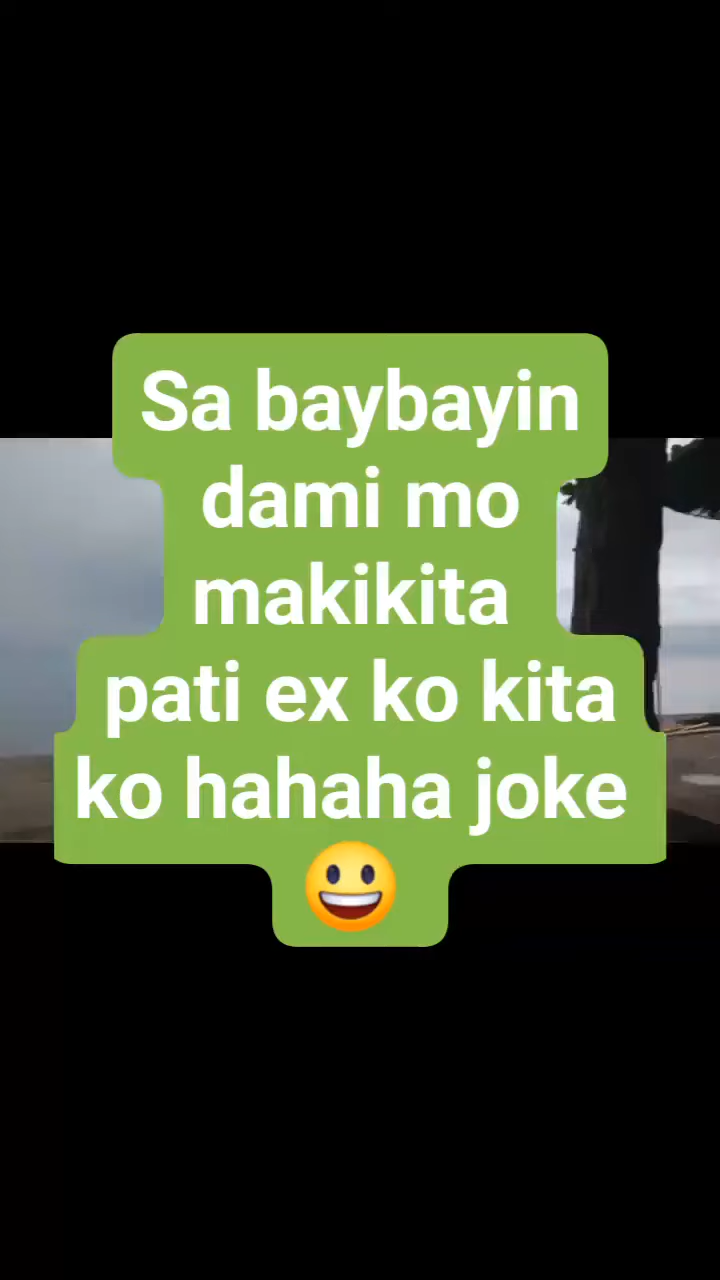 Sa baybayin
dami mo
makikita
pati ex ko kita
ko hahaha joke
😃